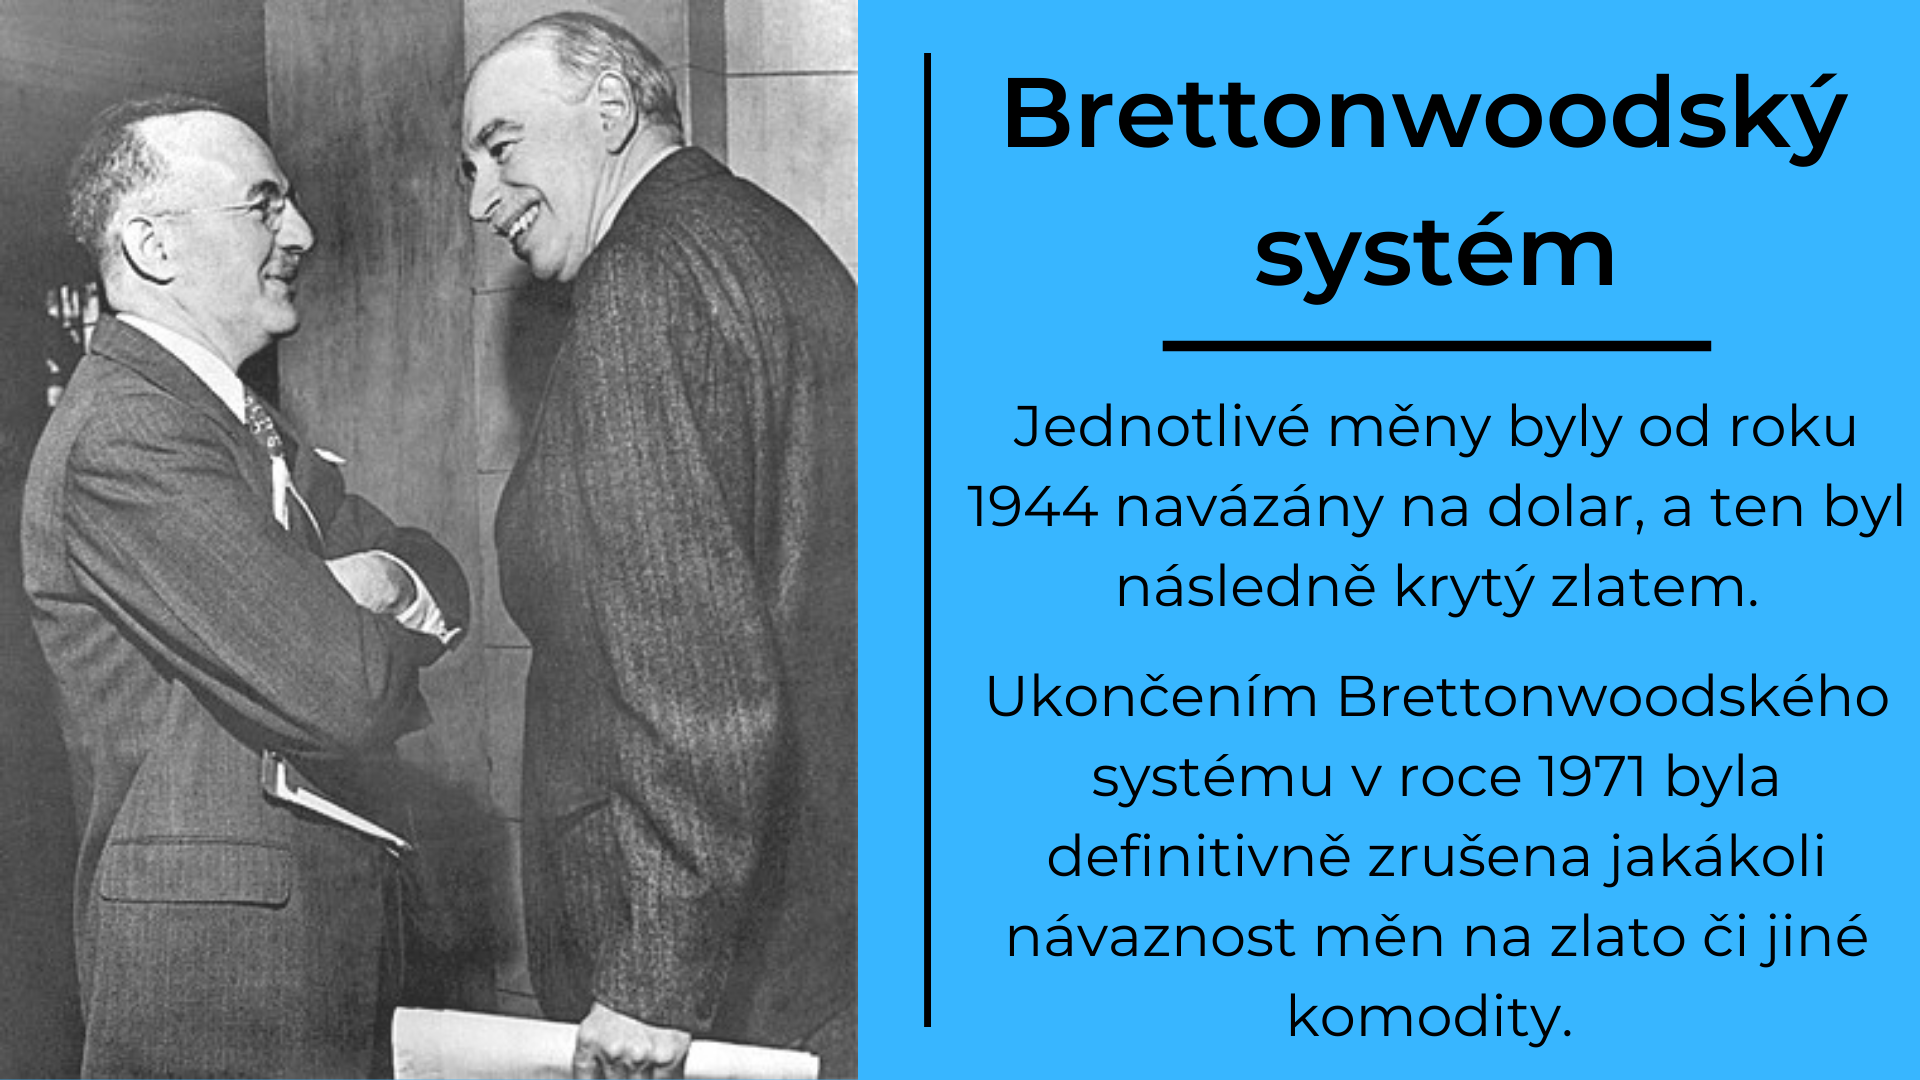 Brettonwoodský
systém
Jednotlivé měny byly od roku
1944 navázány na dolar, a ten byl
následně krytý zlatem.
Ukončením Brettonwoodského
systému v roce 1971 byla
definitivně zrušena jakákoli
návaznost měn na zlato či jiné
komodity.